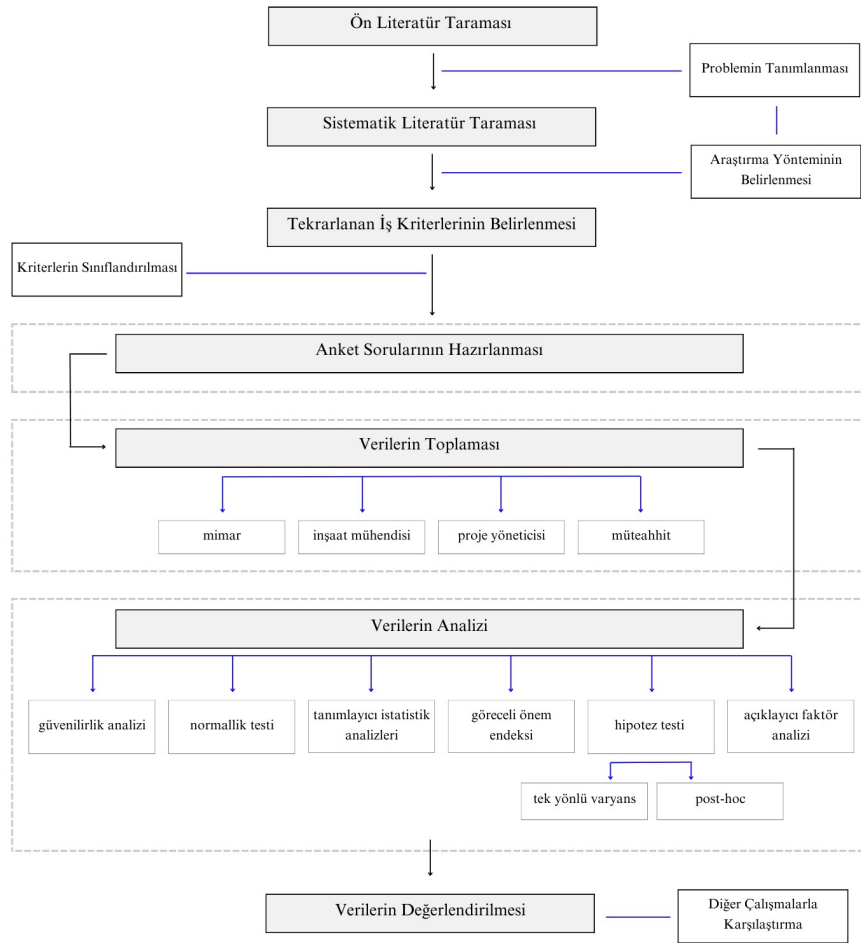 Ön Literatür Taraması
Problemin Tanımlanması
Sistematik Literatür Taraması
Araştırma Yönteminin
Belirlenmesi
Tekrarlanan İş Kriterlerinin Belirlenmesi
Kriterlerin Sınıflandırılması
Anket Sorularının Hazırlanması
Verilerin Toplaması
mimar
inşaat mühendisi
proje yöneticisi
müteahhit
Verilerin Analizi
güvenilirlik analizi
normallik testi
tanımlayıcı istatistik
analizleri
göreceli önem
endeksi
hipotez testi
açıklayıcı faktör
analizi
tek yönlü varyans
post-hoc
Verilerin Değerlendirilmesi
Diğer Çalışmalarla
Karşılaştırma